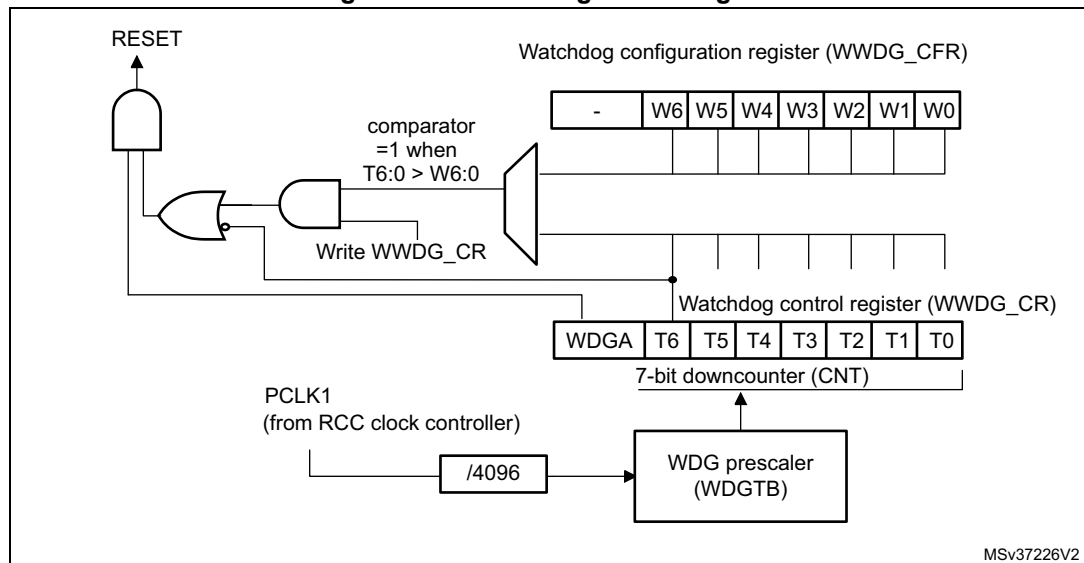 RESET
Watchdog configuration register (WWDG_CFR)
- W6 W5 W4 W3 W2 W1 W0
comparator
=1 when
T6:0 > W6:0
Write WWDG_CR
Watchdog control register (WWDG_CR)
WDGA T6 T5 T4 T3 T2 T1 T0
7-bit downcounter (CNT)
PCLK1
(from RCC clock controller)
/4096
WDG prescaler
(WDGTB)
MSv37226V2